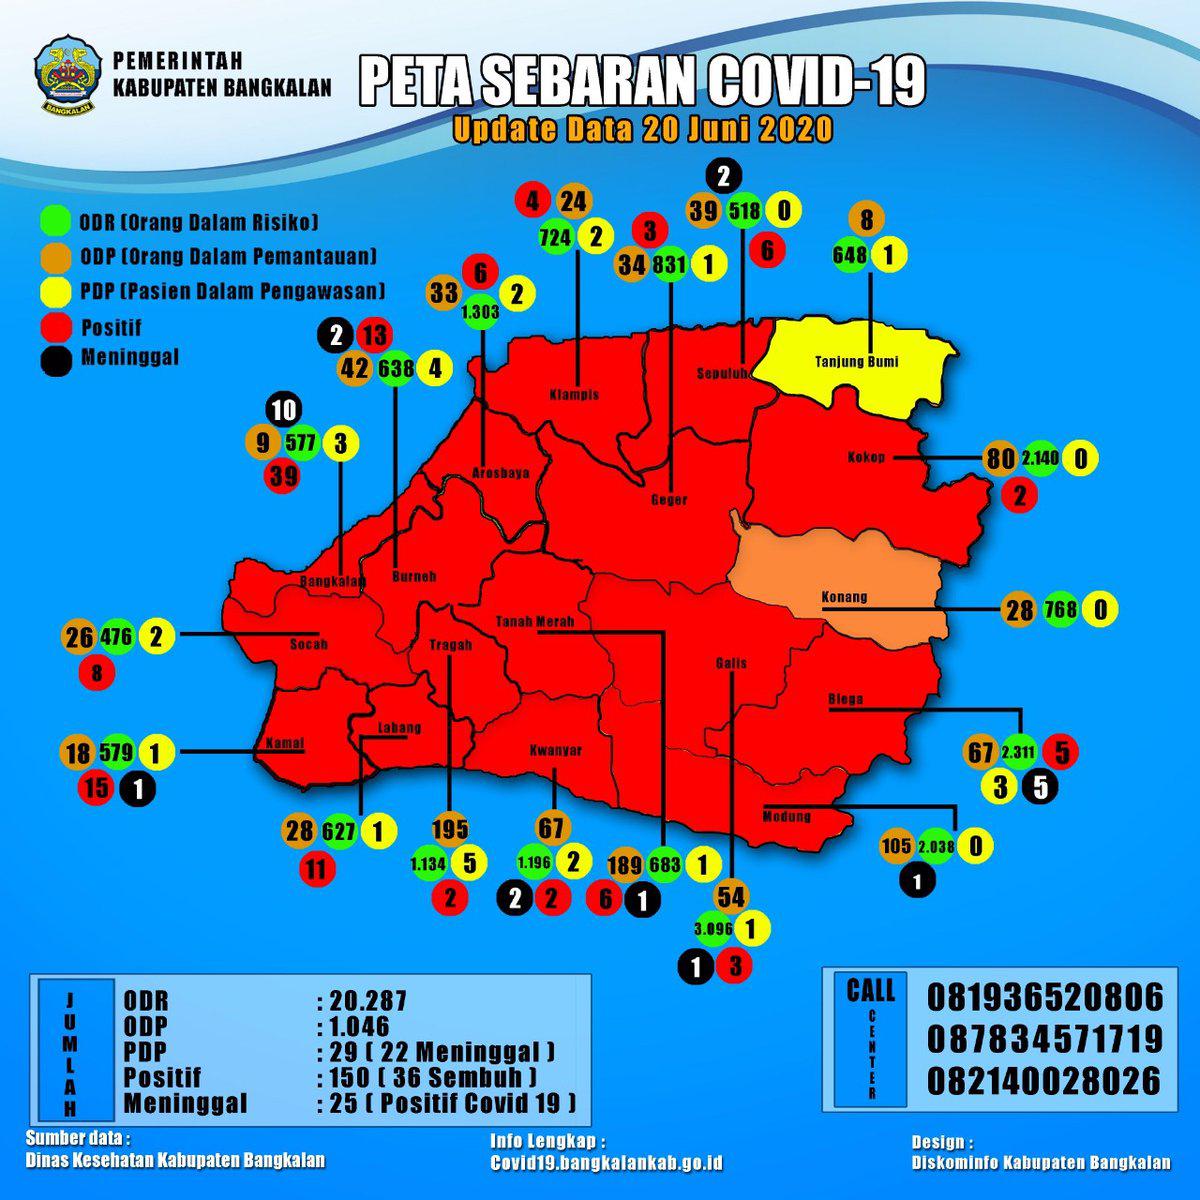 PEMERINTAH
KABUPATEN BANGKALAN
BANGKALAN
PETA SEBARAN COVID-19
Update Data 20 Juni 2020
ODR (Orang Dalam Risiko)
ODP (Orang Dalam Pemantauan)
PDP (Pasien Dalam Pengawasan)
Positif
Meninggal
2
39 518 0
6
4 24
724 2
3
34 831 1
8
648 1
6
33 2
1.303
2 13
42 638 4
10
9 577 3
39
Tanjung Bumi
Sepuluh
Klampis
Kokop
80 2.140 0
2
Arosbaya
Geger
Bangkalan
Burneh
Konang
28 768 0
Tanah Merah
Socah
26 476 2
8
Tragah
Galis
Blega
67 2.311 5
3 5
Labang
Kamal
18 579 1
15 1
Kwanyar
Modung
105 2.038 0
1
28 627 1
11
195
1.134 5
2
67
1.196 2
2 2
189 683 1
6 1
54
3.096 1
1 3
JUMLAH
ODR : 20.287
ODP : 1.046
PDP : 29 ( 22 Meninggal )
Positif : 150 ( 36 Sembuh )
Meninggal : 25 ( Positif Covid 19 )
CALL
CENTER
081936520806
087834571719
082140028026
Sumber data :
Dinas Kesehatan Kabupaten Bangkalan
Info Lengkap :
Covid19.bangkalankab.go.id
Design :
Diskominfo Kabupaten Bangkalan